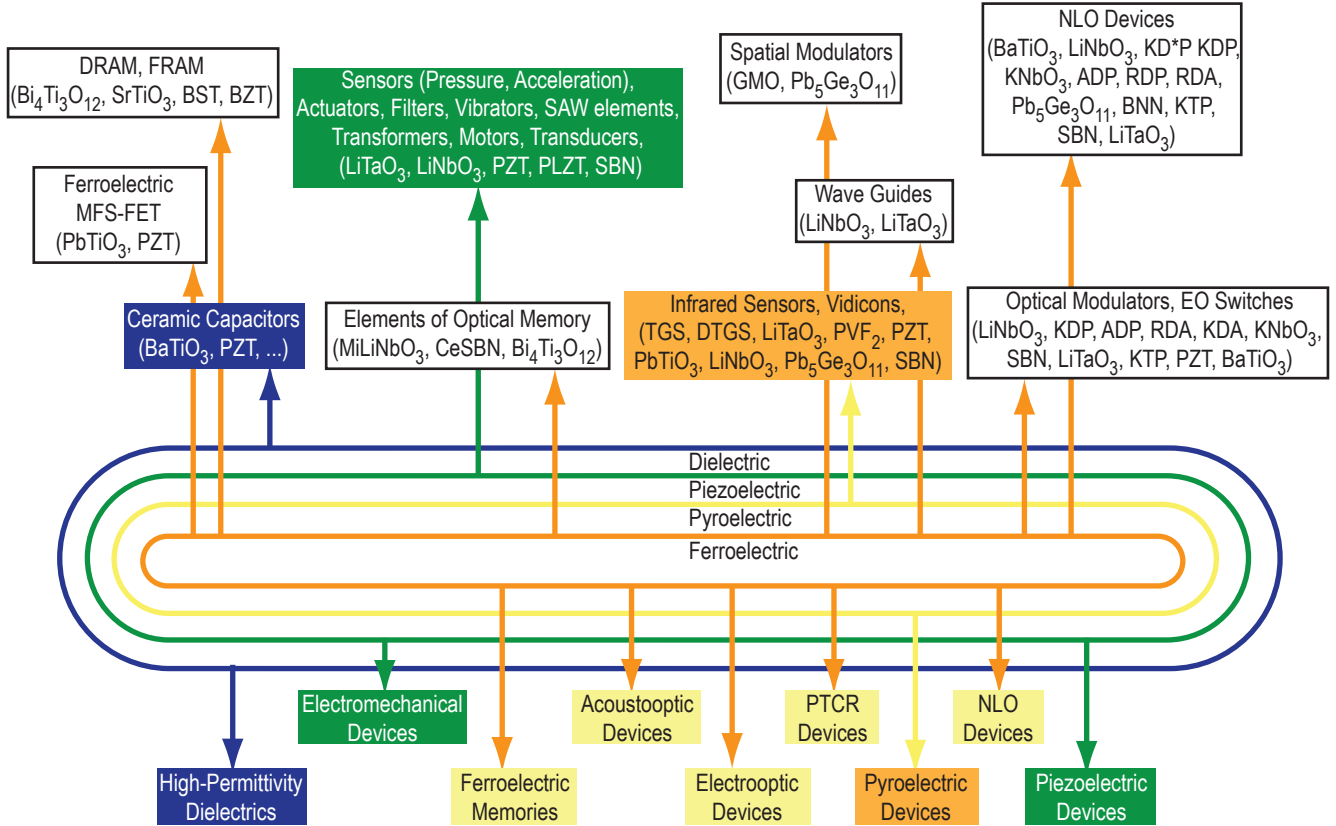 DRAM, FRAM
(Bi₄Ti₃O₁₂, SrTiO₃, BST, BZT)
Sensors (Pressure, Acceleration),
Actuators, Filters, Vibrators, SAW elements,
Transformers, Motors, Transducers,
(LiTaO₃, LiNbO₃, PZT, PLZT, SBN)
Spatial Modulators
(GMO, Pb₅Ge₃O₁₁)
NLO Devices
(BaTiO₃, LiNbO₃, KD*P KDP,
KNbO₃, ADP, RDP, RDA,
Pb₅Ge₃O₁₁, BNN, KTP,
SBN, LiTaO₃)
Ferroelectric
MFS-FET
(PbTiO₃, PZT)
Wave Guides
(LiNbO₃, LiTaO₃)
Ceramic Capacitors
(BaTiO₃, PZT, ...)
Elements of Optical Memory
(MiLiNbO₃, CeSBN, Bi₄Ti₃O₁₂)
Infrared Sensors, Vidicons,
(TGS, DTGS, LiTaO₃, PVF₂, PZT,
PbTiO₃, LiNbO₃, Pb₅Ge₃O₁₁, SBN)
Optical Modulators, EO Switches
(LiNbO₃, KDP, ADP, RDA, KDA, KNbO₃,
SBN, LiTaO₃, KTP, PZT, BaTiO₃)
Dielectric
Piezoelectric
Pyroelectric
Ferroelectric
Electromechanical
Devices
Acoustooptic
Devices
PTCR
Devices
NLO
Devices
High-Permittivity
Dielectrics
Ferroelectric
Memories
Electrooptic
Devices
Pyroelectric
Devices
Piezoelectric
Devices